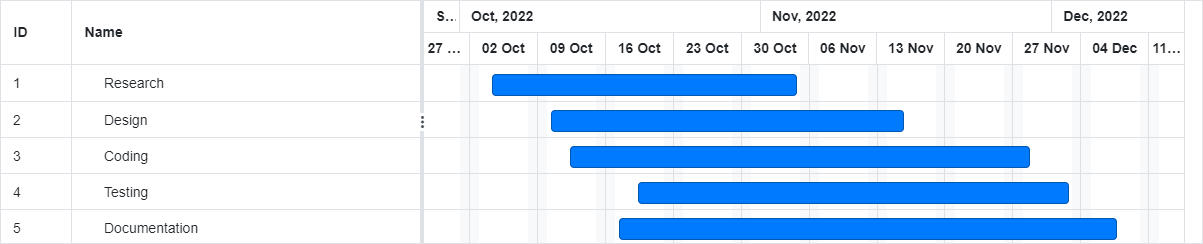 ID Name S... Oct, 2022 Nov, 2022 Dec, 2022
27 ... 02 Oct 09 Oct 16 Oct 23 Oct 30 Oct 06 Nov 13 Nov 20 Nov 27 Nov 04 Dec 11...
1 Research
2 Design
3 Coding
4 Testing
5 Documentation